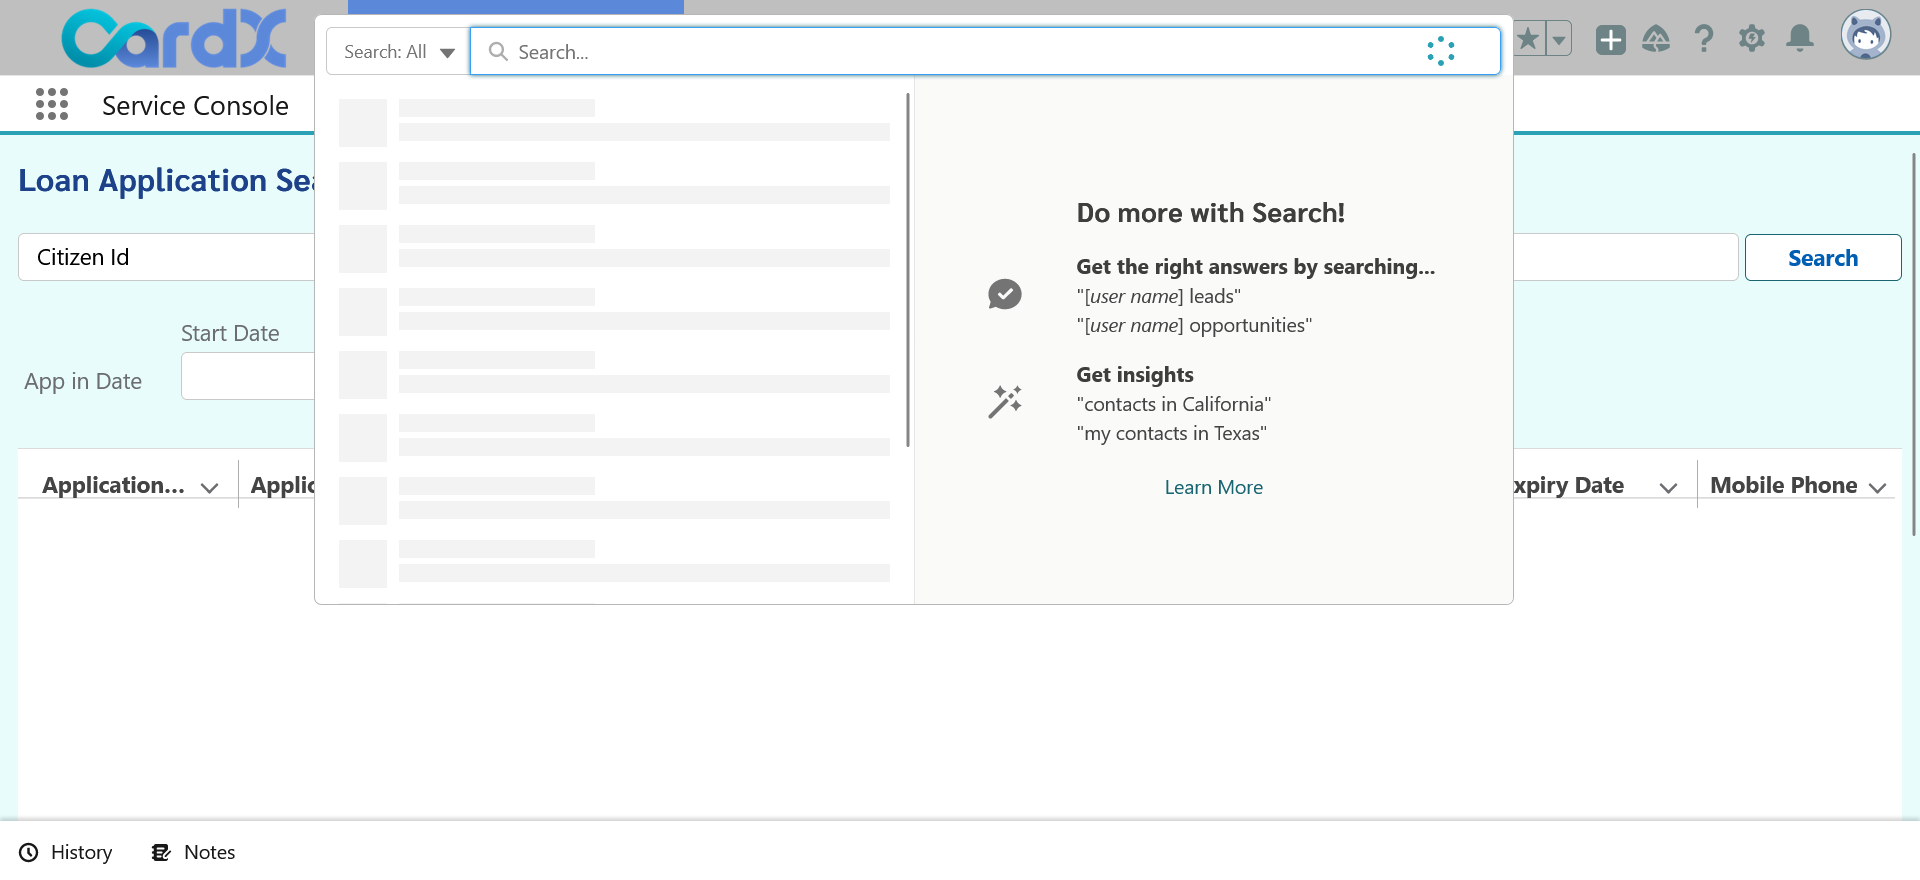 CardX
Search: All
Search...
Service Console
Loan Application Sea
Citizen Id
Search
Start Date
App in Date
Do more with Search!
Get the right answers by searching...
"[user name] leads"
"[user name] opportunities"
Get insights
"contacts in California"
"my contacts in Texas"
Learn More
Application...
Applic
xpiry Date
Mobile Phone
History
Notes